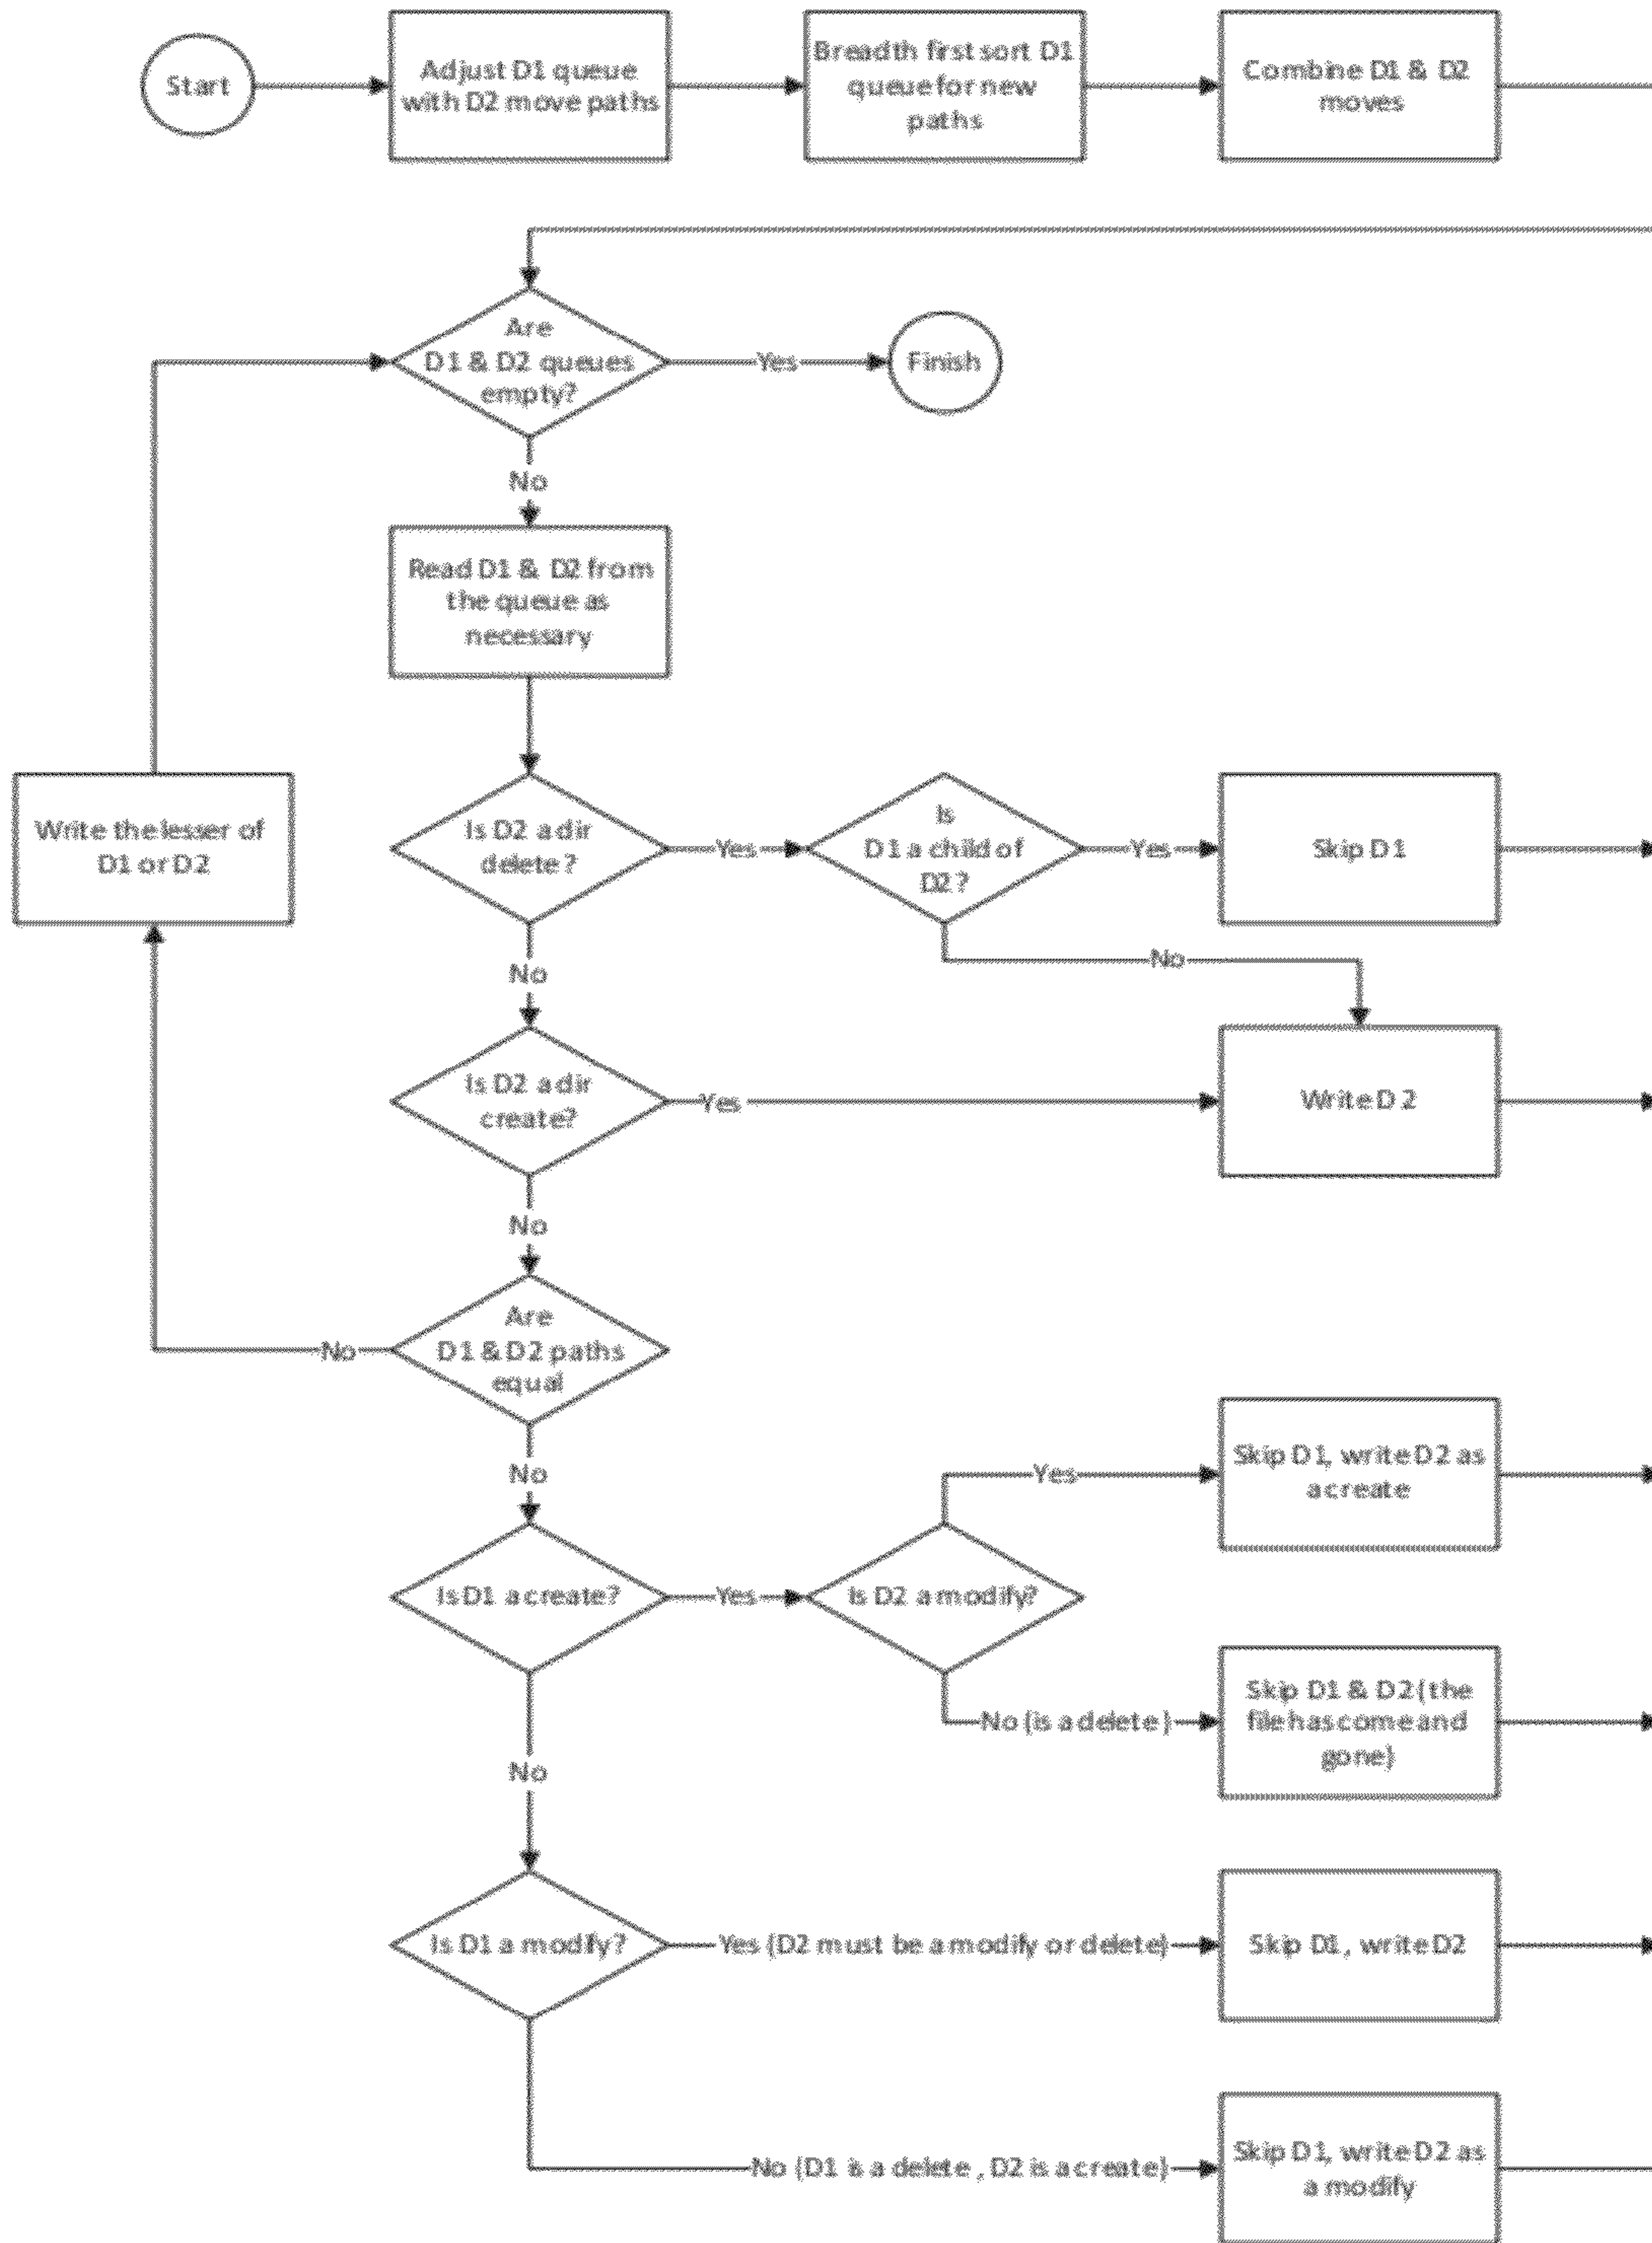 Start
Adjust D1 queue
with D2 move paths
Breadth first sort D1
queue for new
paths
Combine D1 & D2
moves
Are
D1 & D2 queues
empty?
Yes
Finish
No
Read D1 & D2 from
the queue as
necessary
Write the lesser of
D1 or D2
Is D2 a dir
delete?
Yes
Is
D1 a child of
D2?
Yes
Skip D1
No
No
Is D2 a dir
create?
Yes
Write D2
No
Are
D1 & D2 paths
equal
No
No
Yes
Skip D1, write D2 as
a create
Is D1 a create?
Yes
Is D2 a modify?
No (is a delete)
Skip D1 & D2 (the
file has come and
gone)
No
Is D1 a modify?
Yes (D2 must be a modify or delete)
Skip D1, write D2
No (D1 is a delete, D2 is a create)
Skip D1, write D2 as
a modify